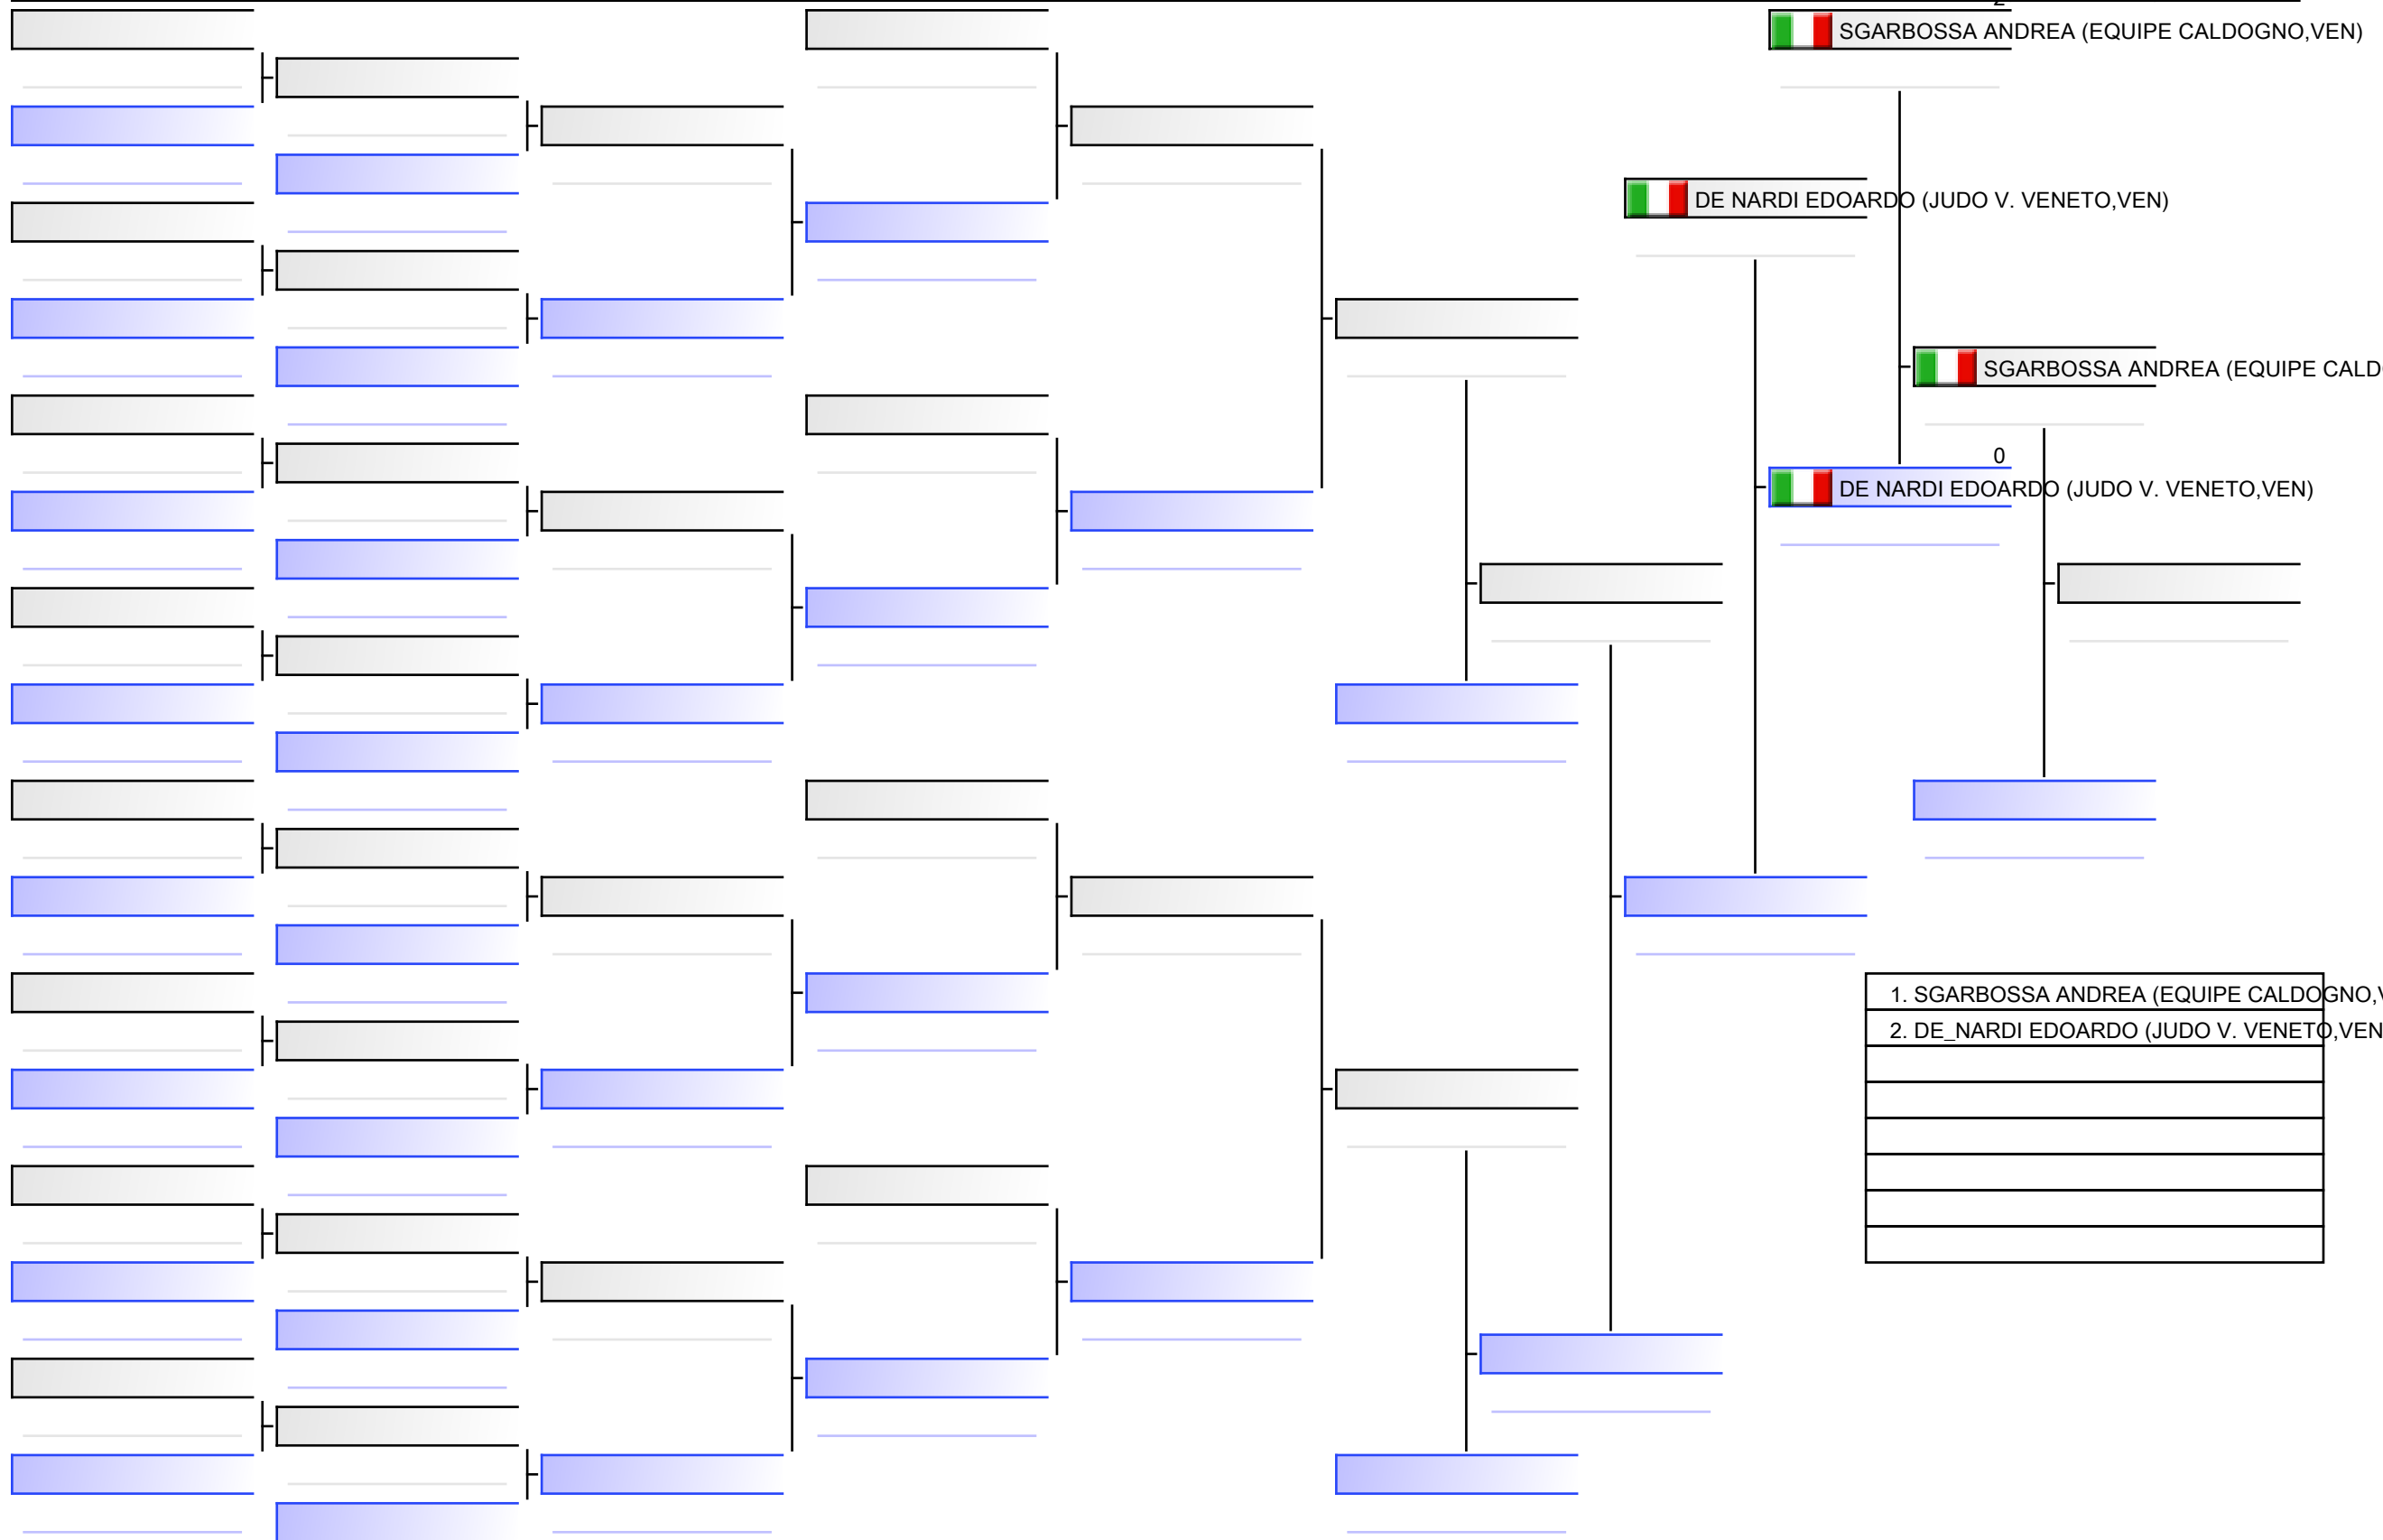 SGARBOSSA ANDREA (EQUIPE CALDOGNO,VEN)
DE NARDI EDOARDO (JUDO V. VENETO,VEN)
SGARBOSSA ANDREA (EQUIPE CALD
0
DE NARDI EDOARDO (JUDO V. VENETO,VEN)
1. SGARBOSSA ANDREA (EQUIPE CALDOGNO,V
2. DE_NARDI EDOARDO (JUDO V. VENETO,VEN